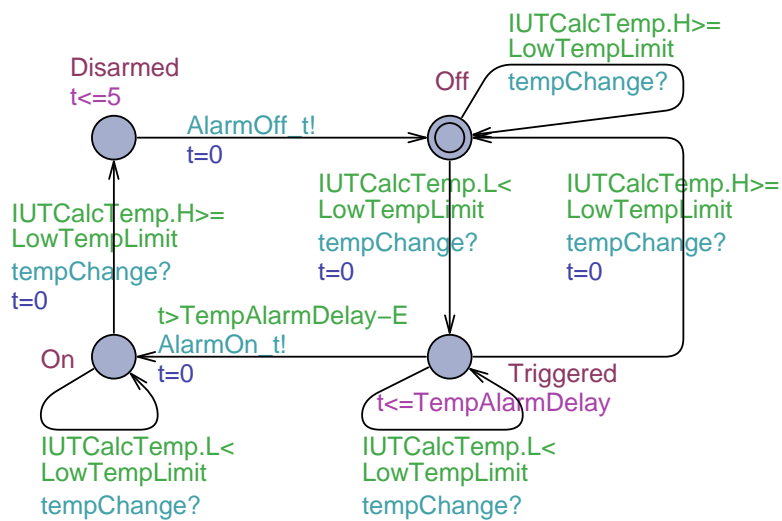 IUTCalcTemp.H>=
LowTempLimit
tempChange?
Disarmed
t<=5
Off
AlarmOff_t!
t=0
IUTCalcTemp.L<
LowTempLimit
tempChange?
t=0
IUTCalcTemp.H>=
LowTempLimit
tempChange?
t=0
IUTCalcTemp.H>=
LowTempLimit
tempChange?
t=0
t>TempAlarmDelay−E
AlarmOn_t!
t=0
On
Triggered
t<=TempAlarmDelay
IUTCalcTemp.L<
LowTempLimit
tempChange?
IUTCalcTemp.L<
LowTempLimit
tempChange?